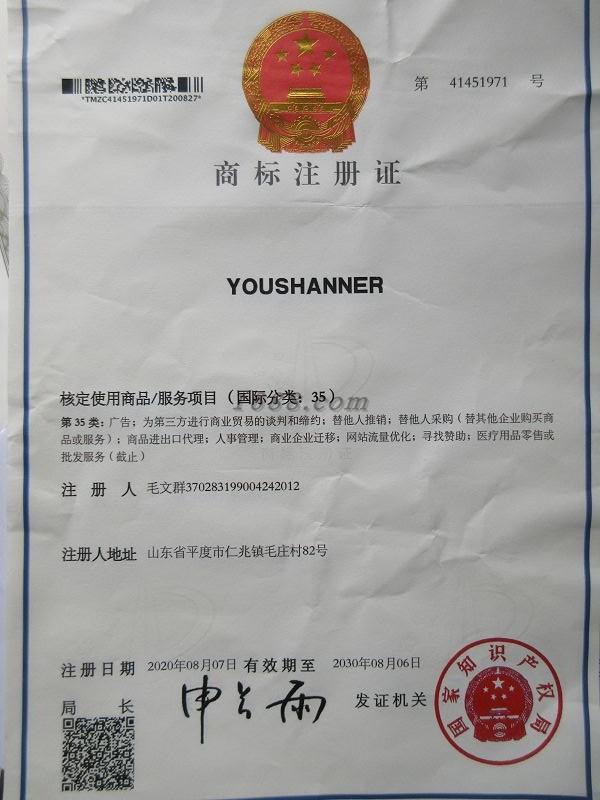 *TMZC41451971D01T200827*
第 41451971 号
商标注册证
YOUSHANNER
核定使用商品/服务项目（国际分类：35）
1688.com
第35类：广告；为第三方进行商业贸易的谈判和缔约；替他人推销；替他人采购（替其他企业购买商
品或服务）；商品进出口代理；人事管理；商业企业迁移；网站流量优化；寻找赞助；医疗用品零售或
批发服务（截止）
注 册 人 毛文群370283199004242012
注册人地址 山东省平度市仁兆镇毛庄村82号
注册日期 2020年08月07日 有效期至 2030年08月06日
局 长 申长雨 发证机关
国家知识产权局